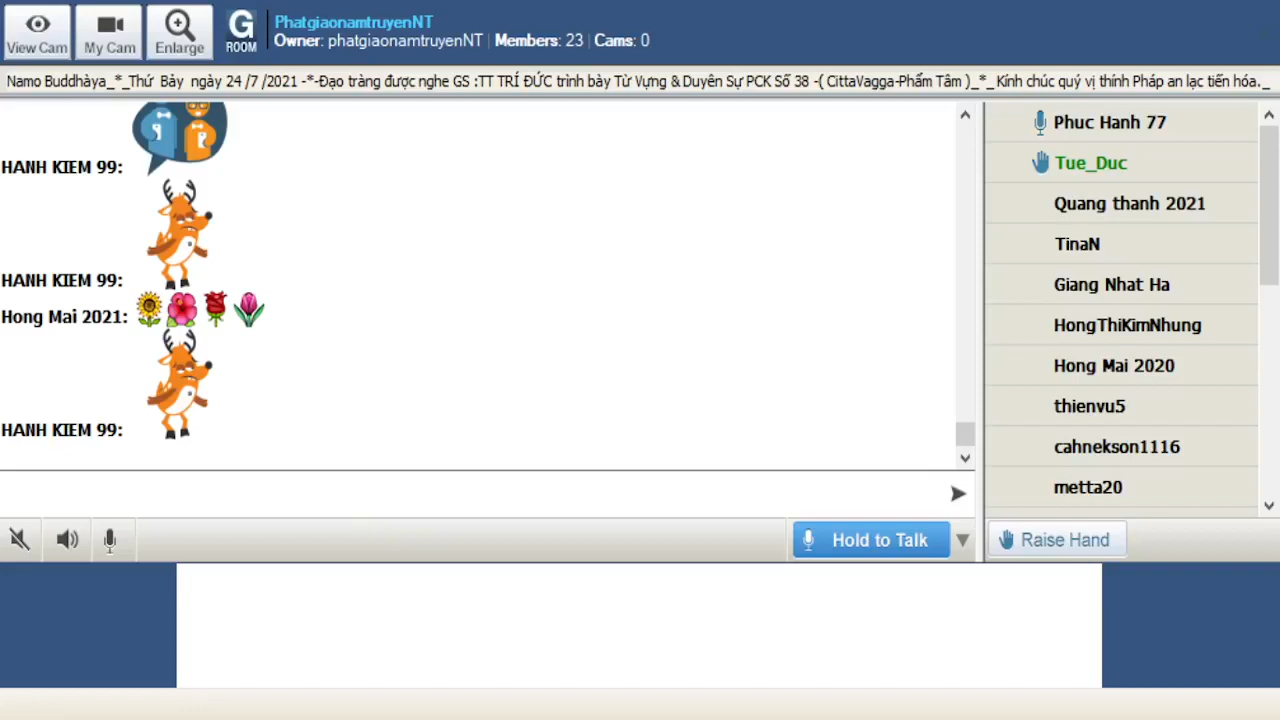 View Cam
My Cam
Enlarge
G
ROOM
PhatgiaonamtruyenNT
Owner: phatgiaonamtruyenNT | Members: 23 | Cams: 0
Namo Buddhàya_*_Thứ Bảy ngày 24 /7 /2021 -*-Đạo tràng được nghe GS :TT TRÍ ĐỨC trình bày Từ Vựng & Duyên Sự PCK Số 38 -( CittaVagga-Phẩm Tâm )_*_Kính chúc quý vị thính Pháp an lạc tiến hóa._
HANH KIEM 99:
HANH KIEM 99:
Hong Mai 2021:
HANH KIEM 99:
Phuc Hanh 77
Tue_Duc
Quang thanh 2021
TinaN
Giang Nhat Ha
HongThiKimNhung
Hong Mai 2020
thienvu5
cahnekson1116
metta20
Hold to Talk
Raise Hand